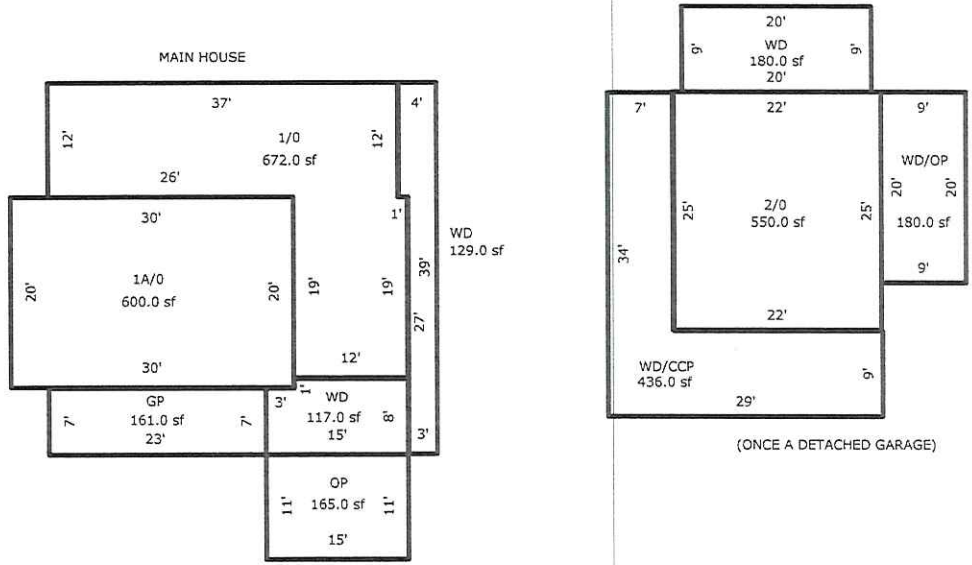 MAIN HOUSE
37'
4'
12'
1/0
672.0 sf
12'
26'
30'
1'
WD
129.0 sf
20'
1A/0
600.0 sf
20'
19'
19'
39'
27'
30'
12'
GP
161.0 sf
23'
7'
7'
3'
1'
WD
117.0 sf
15'
8'
3'
OP
165.0 sf
11'
11'
15'
20'
9'
WD
180.0 sf
9'
20'
7'
22'
9'
WD/OP
20'
20'
180.0 sf
9'
25'
2/0
550.0 sf
25'
34'
22'
WD/CCP
436.0 sf
9'
29'
(ONCE A DETACHED GARAGE)